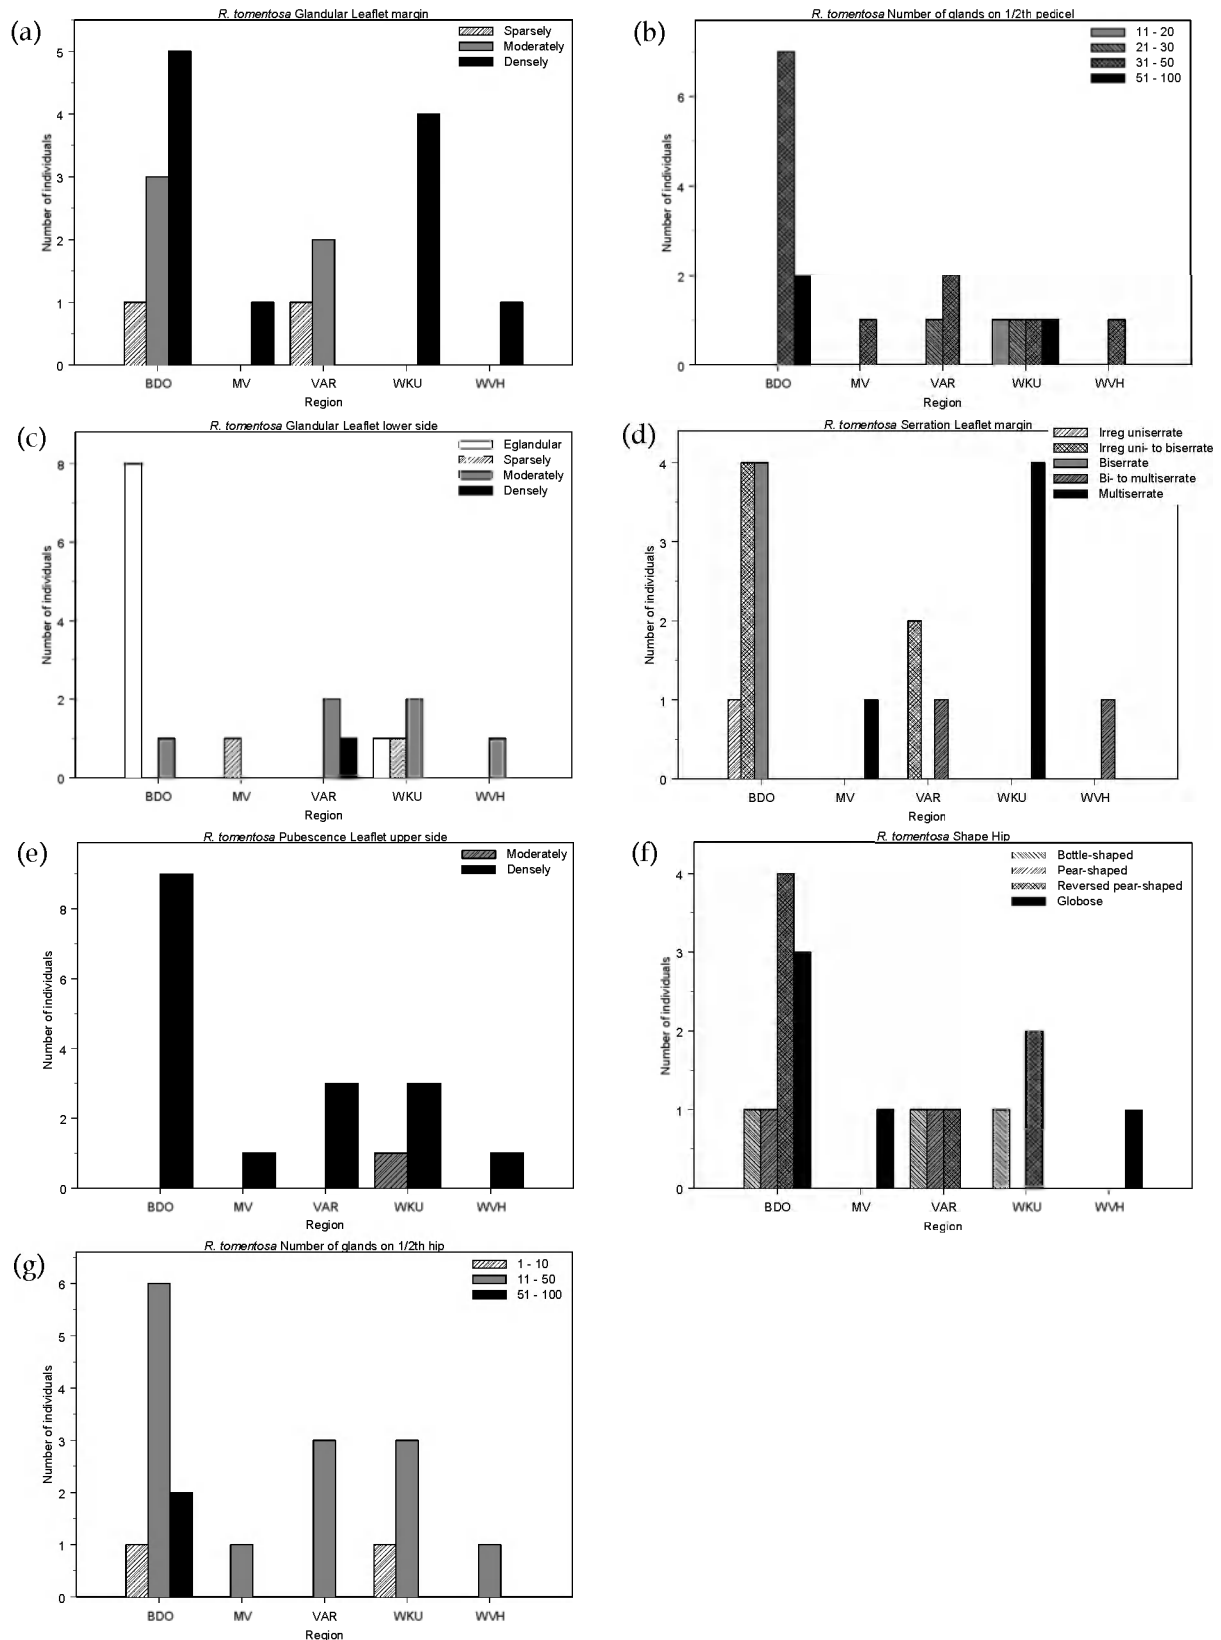 (a)
R. tomentosa Glandular Leaflet margin
Sparsely
Moderately
Densely
Number of individuals
5
4
3
2
1
0
BDO MV VAR WKU WVH
Region
(b)
R. tomentosa Number of glands on 1/2th pedicel
11 - 20
21 - 30
31 - 50
51 - 100
Number of individuals
6
4
2
0
BDO MV VAR WKU WVH
Region
(c)
R. tomentosa Glandular Leaflet lower side
Eglandular
Sparsely
Moderately
Densely
Number of individuals
8
6
4
2
0
BDO MV VAR WKU WVH
Region
(d)
R. tomentosa Serration Leaflet margin
Irreg uniserrate
Irreg uni- to biserrate
Biserrate
Bi- to multiserrate
Multiserrate
Number of individuals
4
3
2
1
0
BDO MV VAR WKU WVH
Region
(e)
R. tomentosa Pubescence Leaflet upper side
Moderately
Densely
Number of individuals
8
6
4
2
0
BDO MV VAR WKU WVH
Region
(f)
R. tomentosa Shape Hip
Bottle-shaped
Pear-shaped
Reversed pear-shaped
Globose
Number of individuals
4
3
2
1
0
BDO MV VAR WKU WVH
Region
(g)
R. tomentosa Number of glands on 1/2th hip
1 - 10
11 - 50
51 - 100
Number of individuals
6
5
4
3
2
1
0
BDO MV VAR WKU WVH
Region